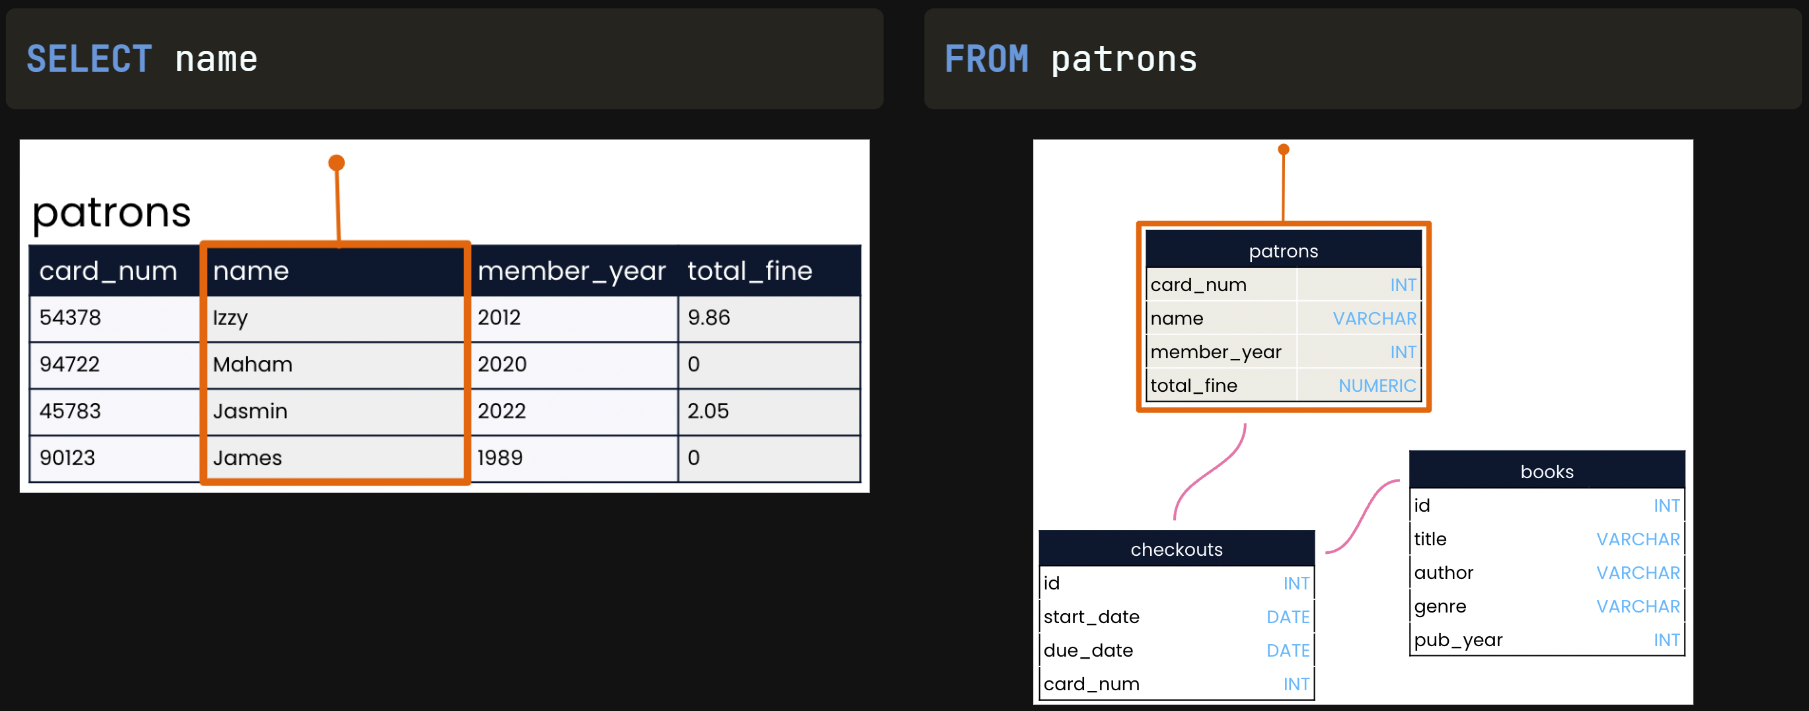 SELECT name
patrons
card_num name member_year total_fine
54378 Izzy 2012 9.86
94722 Maham 2020 0
45783 Jasmin 2022 2.05
90123 James 1989 0
FROM patrons
patrons
card_num INT
name VARCHAR
member_year INT
total_fine NUMERIC
checkouts
id INT
start_date DATE
due_date DATE
card_num INT
books
id INT
title VARCHAR
author VARCHAR
genre VARCHAR
pub_year INT